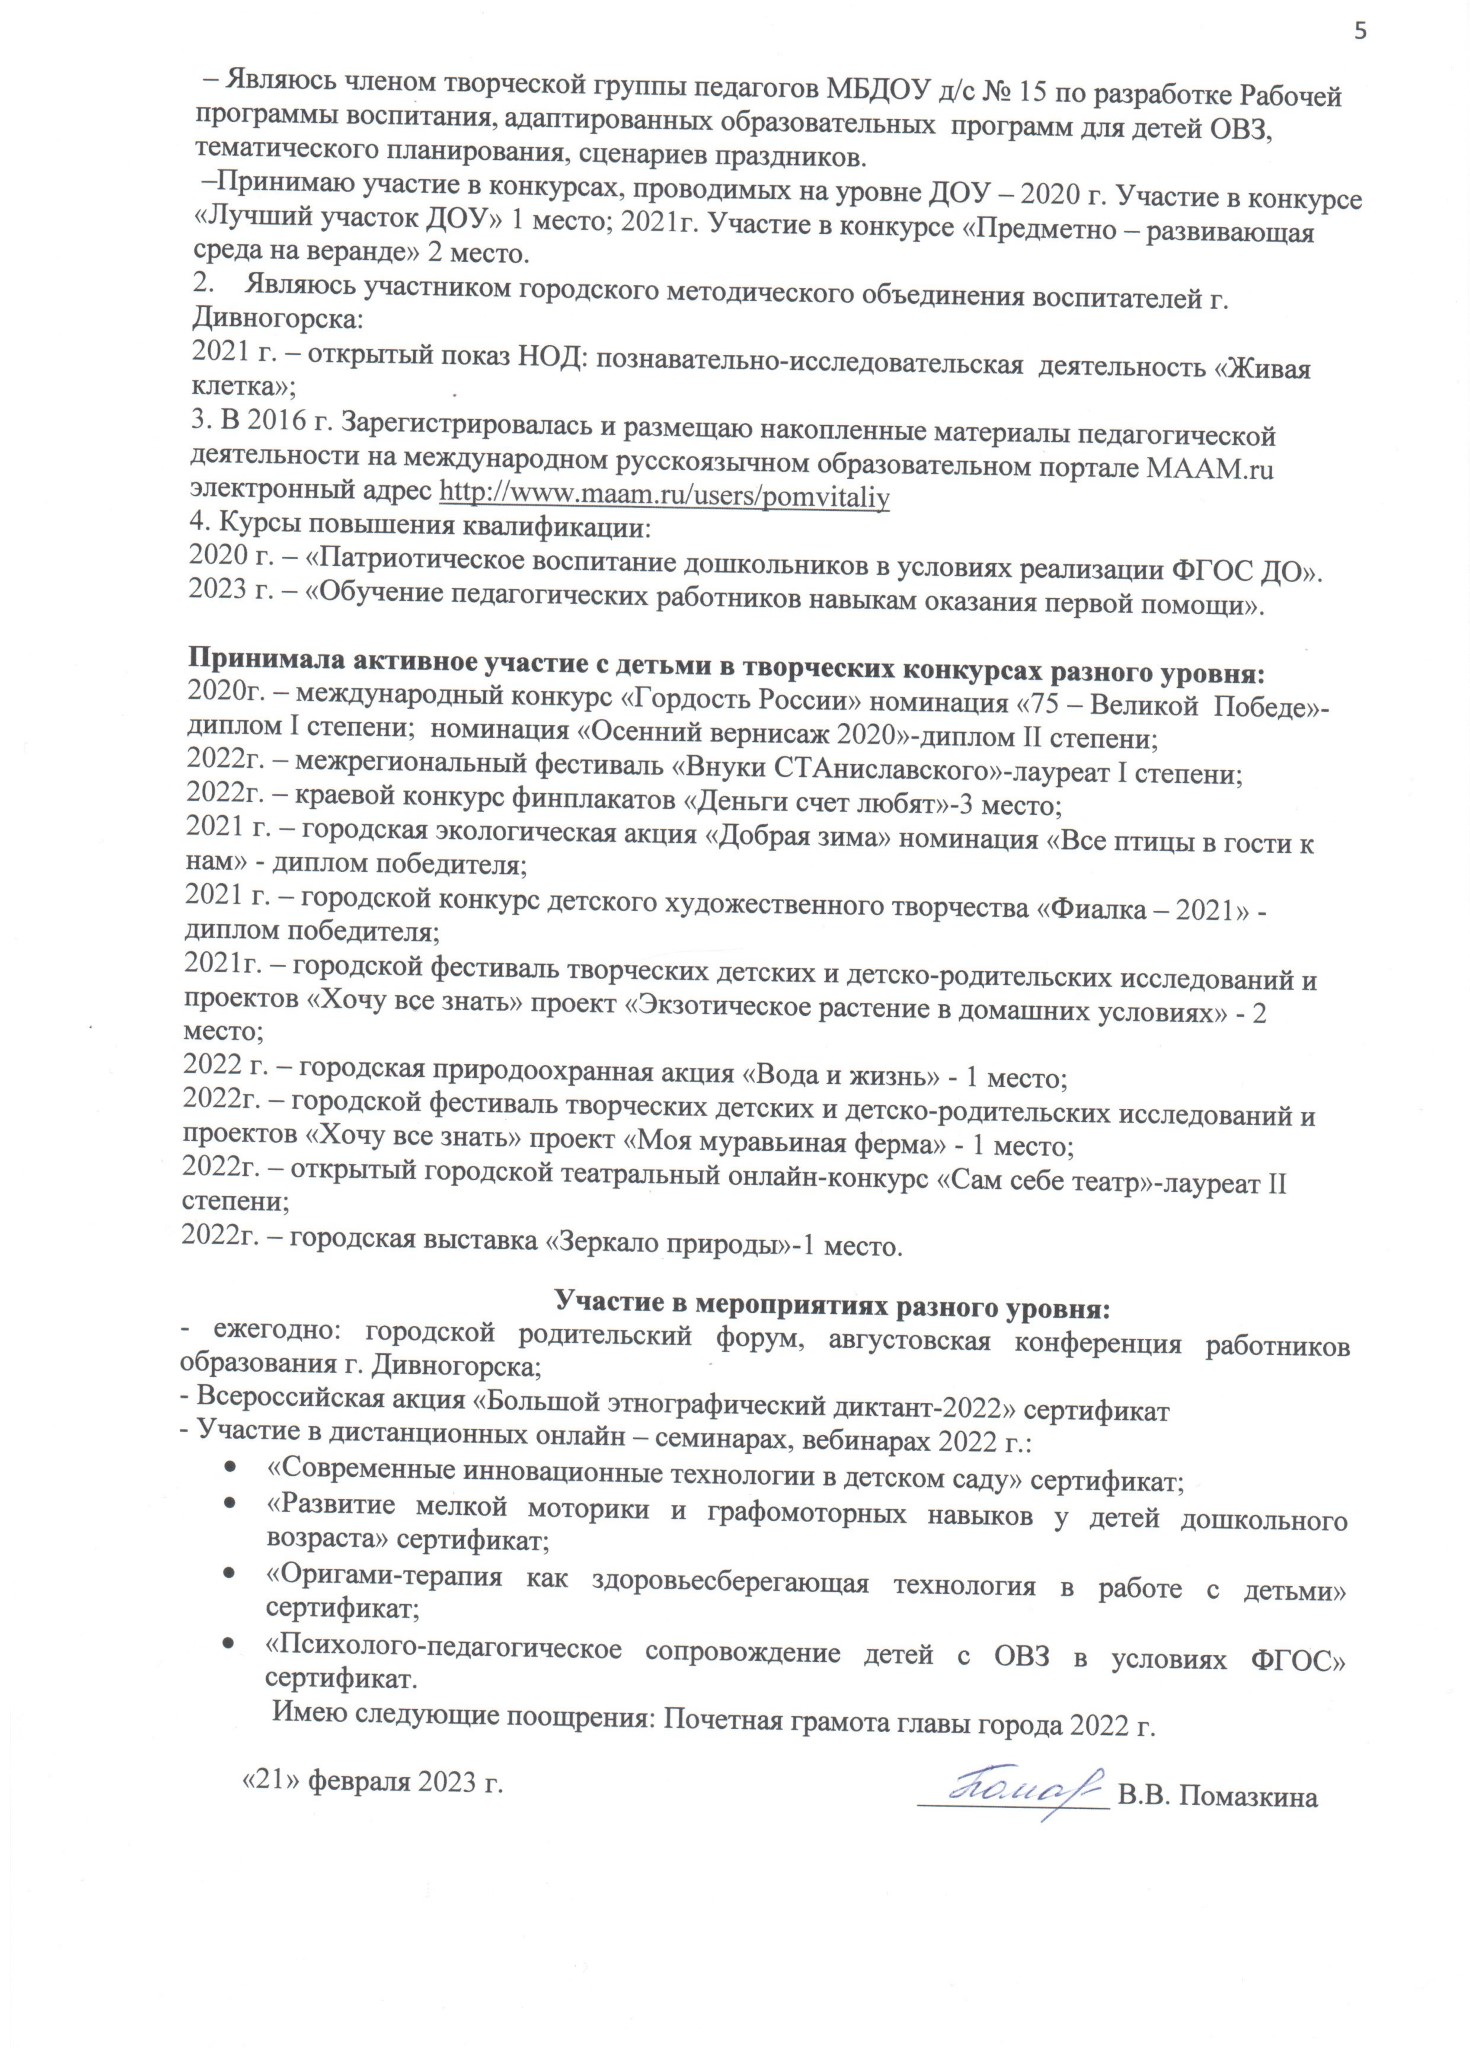 5
– Являюсь членом творческой группы педагогов МБДОУ д/с № 15 по разработке Рабочей
программы воспитания, адаптированных образовательных программ для детей ОВЗ,
тематического планирования, сценариев праздников.
–Принимаю участие в конкурсах, проводимых на уровне ДОУ – 2020 г. Участие в конкурсе
«Лучший участок ДОУ» 1 место; 2021г. Участие в конкурсе «Предметно – развивающая
среда на веранде» 2 место.
2. Являюсь участником городского методического объединения воспитателей г.
Дивногорска:
2021 г. – открытый показ НОД: познавательно-исследовательская деятельность «Живая
клетка»;
3. В 2016 г. Зарегистрировалась и размещаю накопленные материалы педагогической
деятельности на международном русскоязычном образовательном портале MAAM.ru
электронный адрес http://www.maam.ru/users/pomvitaliy
4. Курсы повышения квалификации:
2020 г. – «Патриотическое воспитание дошкольников в условиях реализации ФГОС ДО».
2023 г. – «Обучение педагогических работников навыкам оказания первой помощи».
Принимала активное участие с детьми в творческих конкурсах разного уровня:
2020г. – международный конкурс «Гордость России» номинация «75 – Великой Победе»-
диплом I степени; номинация «Осенний вернисаж 2020»-диплом II степени;
2022г. – межрегиональный фестиваль «Внуки СТАниславского»-лауреат I степени;
2022г. – краевой конкурс финплакатов «Деньги счет любят»-3 место;
2021 г. – городская экологическая акция «Добрая зима» номинация «Все птицы в гости к
нам» - диплом победителя;
2021 г. – городской конкурс детского художественного творчества «Фиалка – 2021» -
диплом победителя;
2021г. – городской фестиваль творческих детских и детско-родительских исследований и
проектов «Хочу все знать» проект «Экзотическое растение в домашних условиях» - 2
место;
2022 г. – городская природоохранная акция «Вода и жизнь» - 1 место;
2022г. – городской фестиваль творческих детских и детско-родительских исследований и
проектов «Хочу все знать» проект «Моя муравьиная ферма» - 1 место;
2022г. – открытый городской театральный онлайн-конкурс «Сам себе театр»-лауреат II
степени;
2022г. – городская выставка «Зеркало природы»-1 место.
Участие в мероприятиях разного уровня:
- ежегодно: городской родительский форум, августовская конференция работников
образования г. Дивногорска;
- Всероссийская акция «Большой этнографический диктант-2022» сертификат
- Участие в дистанционных онлайн – семинарах, вебинарах 2022 г.:
• «Современные инновационные технологии в детском саду» сертификат;
• «Развитие мелкой моторики и графомоторных навыков у детей дошкольного
возраста» сертификат;
• «Оригами-терапия как здоровьесберегающая технология в работе с детьми»
сертификат;
• «Психолого-педагогическое сопровождение детей с ОВЗ в условиях ФГОС»
сертификат.
Имею следующие поощрения: Почетная грамота главы города 2022 г.
«21» февраля 2023 г. Помаз В.В. Помазкина